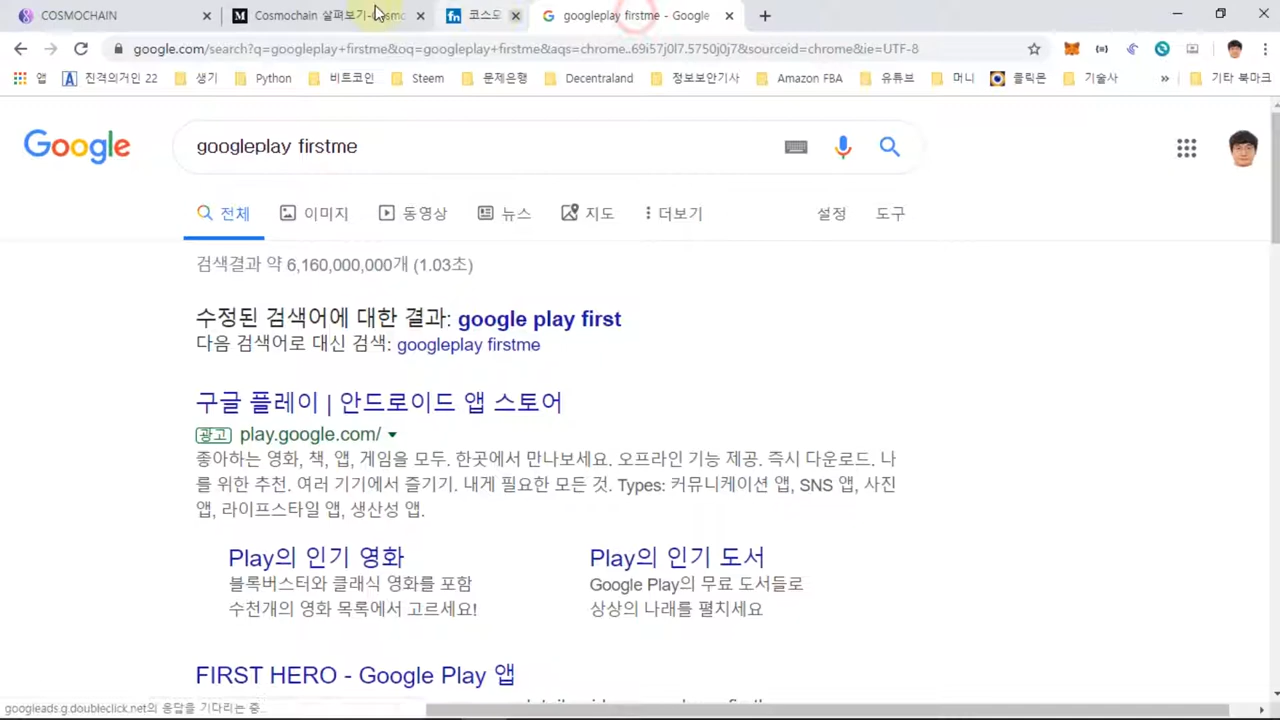 COSMOCHAIN
Cosmochain 살펴보기-Cosmo
코스모
googleplay firstme - Google
google.com/search?q=googleplay+firstme&oq=googleplay+firstme&aqs=chrome..69i57j0l7.5750j0j7&sourceid=chrome&ie=UTF-8
앱
진격의거인 22
생기
Python
비트코인
Steem
문제은행
Decentraland
정보보안기사
Amazon FBA
유튜브
머니
클릭몬
기술사
»
기타 북마크
Google
googleplay firstme
전체
이미지
동영상
뉴스
지도
더보기
설정
도구
검색결과 약 6,160,000,000개 (1.03초)
수정된 검색어에 대한 결과: google play first
다음 검색어로 대신 검색: googleplay firstme
구글 플레이 | 안드로이드 앱 스토어
광고 play.google.com/
좋아하는 영화, 책, 앱, 게임을 모두. 한곳에서 만나보세요. 오프라인 기능 제공. 즉시 다운로드. 나
를 위한 추천. 여러 기기에서 즐기기. 내게 필요한 모든 것. Types: 커뮤니케이션 앱, SNS 앱, 사진
앱, 라이프스타일 앱, 생산성 앱.
Play의 인기 영화
블록버스터와 클래식 영화를 포함
수천개의 영화 목록에서 고르세요!
Play의 인기 도서
Google Play의 무료 도서들로
상상의 나래를 펼치세요
FIRST HERO - Google Play 앱
googleads.g.doubleclick.net의 응답을 기다리는 중...